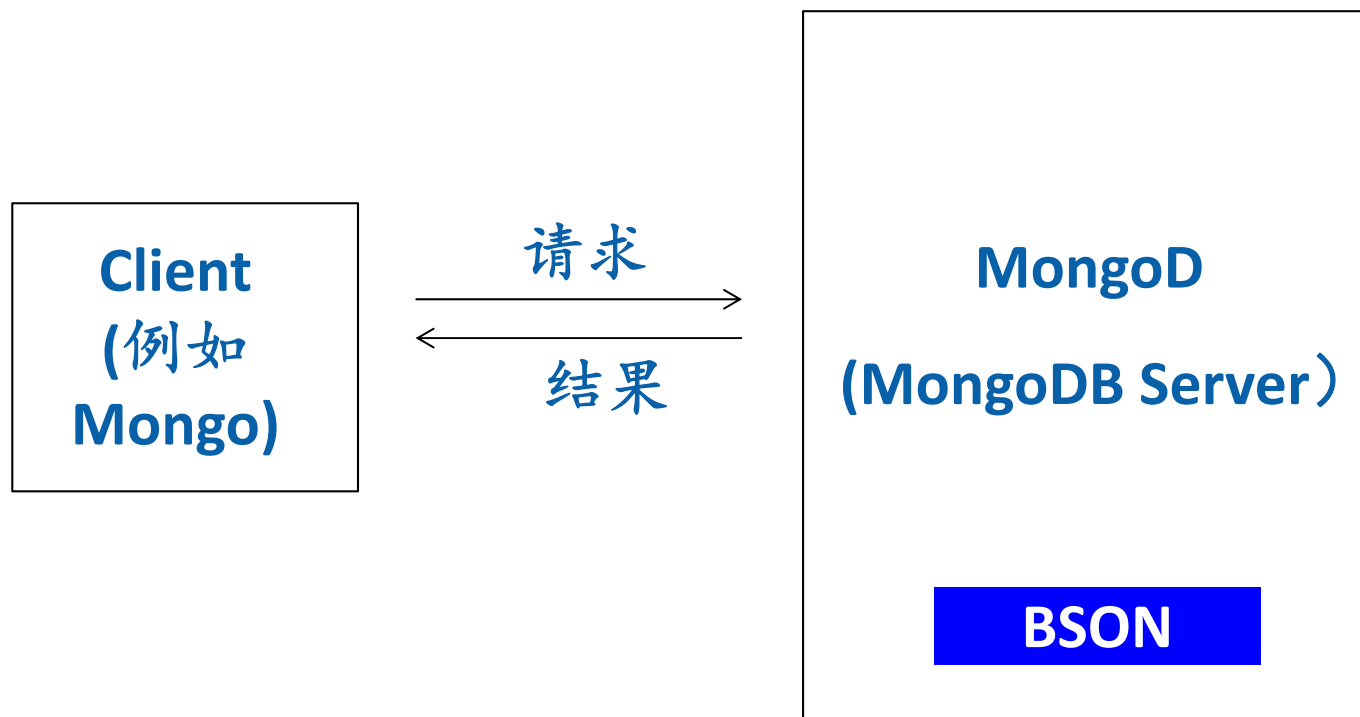 Client
(例如
Mongo)
请求
结果
MongoD
(MongoDB Server）
BSON